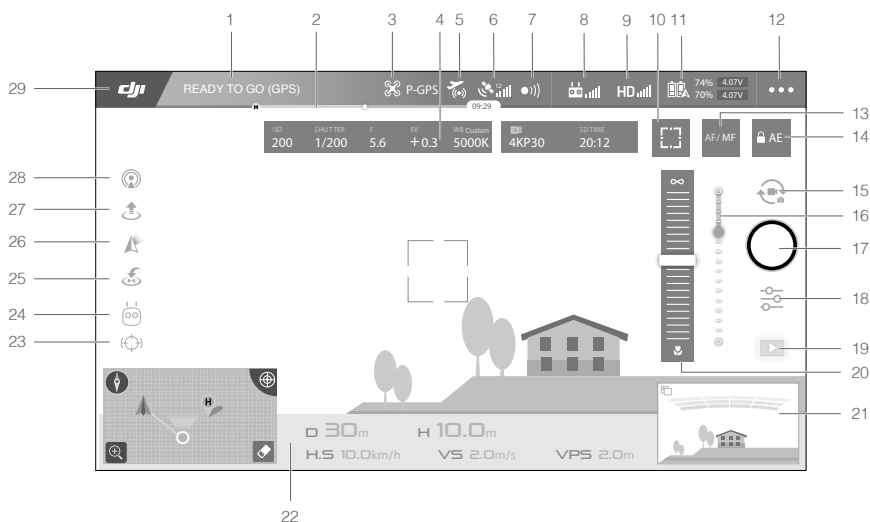 1 2 3 4 5 6 7 8 9 10 11 12
29 dji READY TO GO (GPS) P-GPS 12 HD 74% 4.07V
70% 4.07V
H 09:29
SHUTTER F EV WB Custom 13
200 1/200 5.6 +0.3 5000K 4KP30 20:12 AF/MF AE 14
28 ∞ 15
27 16
26 17
25 18
24 19
23 20
H 21
D 30m H 10.0m
H.S 10.0km/h VS 2.0m/s VPS 2.0m
22